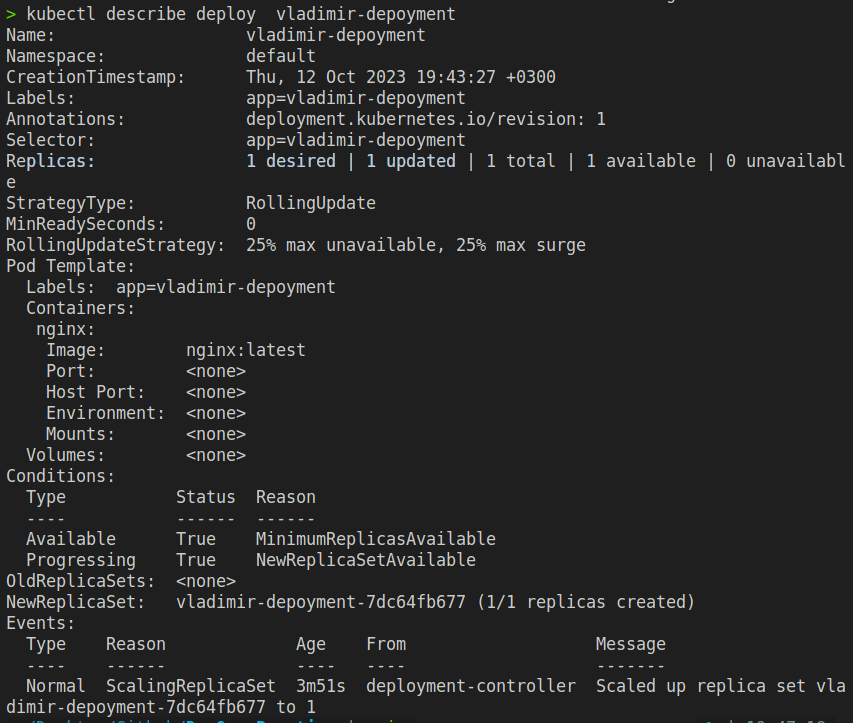 > kubectl describe deploy  vladimir-depoyment
Name:                   vladimir-depoyment
Namespace:              default
CreationTimestamp:      Thu, 12 Oct 2023 19:43:27 +0300
Labels:                 app=vladimir-depoyment
Annotations:            deployment.kubernetes.io/revision: 1
Selector:               app=vladimir-depoyment
Replicas:               1 desired | 1 updated | 1 total | 1 available | 0 unavailabl
e
StrategyType:           RollingUpdate
MinReadySeconds:        0
RollingUpdateStrategy:  25% max unavailable, 25% max surge
Pod Template:
  Labels:  app=vladimir-depoyment
  Containers:
   nginx:
    Image:        nginx:latest
    Port:         <none>
    Host Port:    <none>
    Environment:  <none>
    Mounts:       <none>
  Volumes:        <none>
Conditions:
  Type           Status  Reason
  ----           ------  ------
  Available      True    MinimumReplicasAvailable
  Progressing    True    NewReplicaSetAvailable
OldReplicaSets:  <none>
NewReplicaSet:   vladimir-depoyment-7dc64fb677 (1/1 replicas created)
Events:
  Type    Reason             Age    From                   Message
  ----    ------             ----   ----                   -------
  Normal  ScalingReplicaSet  3m51s  deployment-controller  Scaled up replica set vla
dimir-depoyment-7dc64fb677 to 1